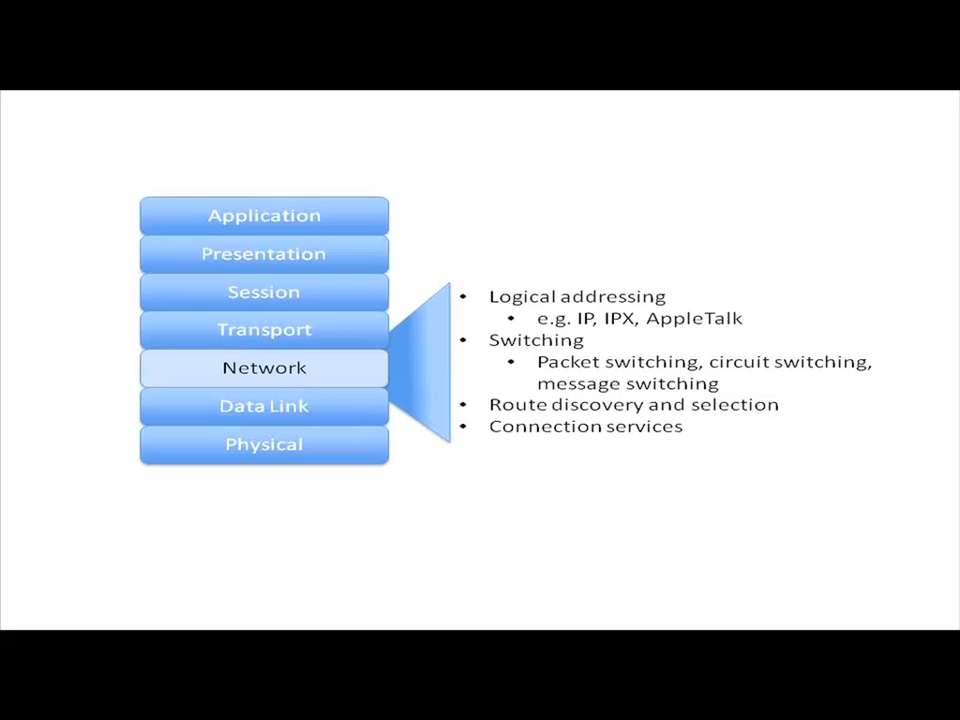 Application
Presentation
Session
Transport
Network
Data Link
Physical
• Logical addressing
• e.g. IP, IPX, AppleTalk
• Switching
• Packet switching, circuit switching,
message switching
• Route discovery and selection
• Connection services